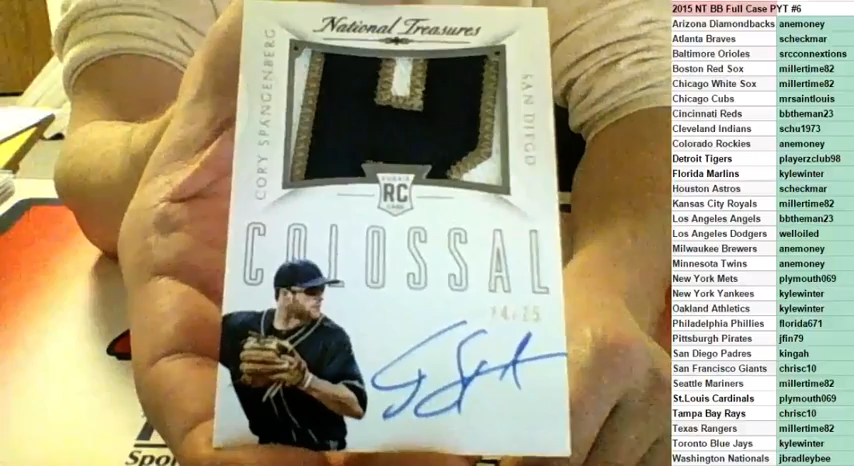 National Treasures
CORY SPANGENBERG
SAN DIEGO
ROOKIE
RC
CARD
COLOSSAL
24/25
Spor
2015 NT BB Full Case PYT #6
Arizona Diamondbacks anemoney
Atlanta Braves scheckmar
Baltimore Orioles srcconnextions
Boston Red Sox millertime82
Chicago White Sox millertime82
Chicago Cubs mrsaintlouis
Cincinnati Reds bbtheman23
Cleveland Indians schu1973
Colorado Rockies anemoney
Detroit Tigers playerzclub98
Florida Marlins kylewinter
Houston Astros scheckmar
Kansas City Royals millertime82
Los Angeles Angels bbtheman23
Los Angeles Dodgers welloiled
Milwaukee Brewers anemoney
Minnesota Twins anemoney
New York Mets plymouth069
New York Yankees kylewinter
Oakland Athletics kylewinter
Philadelphia Phillies florida671
Pittsburgh Pirates jfin79
San Diego Padres kingah
San Francisco Giants chrisc10
Seattle Mariners millertime82
St.Louis Cardinals plymouth069
Tampa Bay Rays chrisc10
Texas Rangers millertime82
Toronto Blue Jays kylewinter
Washington Nationals jbradleybee